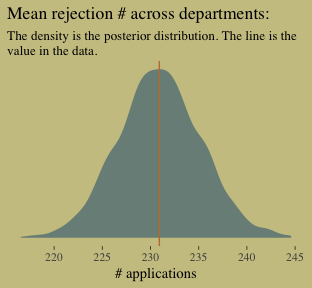 Mean rejection # across departments:
The density is the posterior distribution. The line is the
value in the data.
220 225 230 235 240 245
# applications